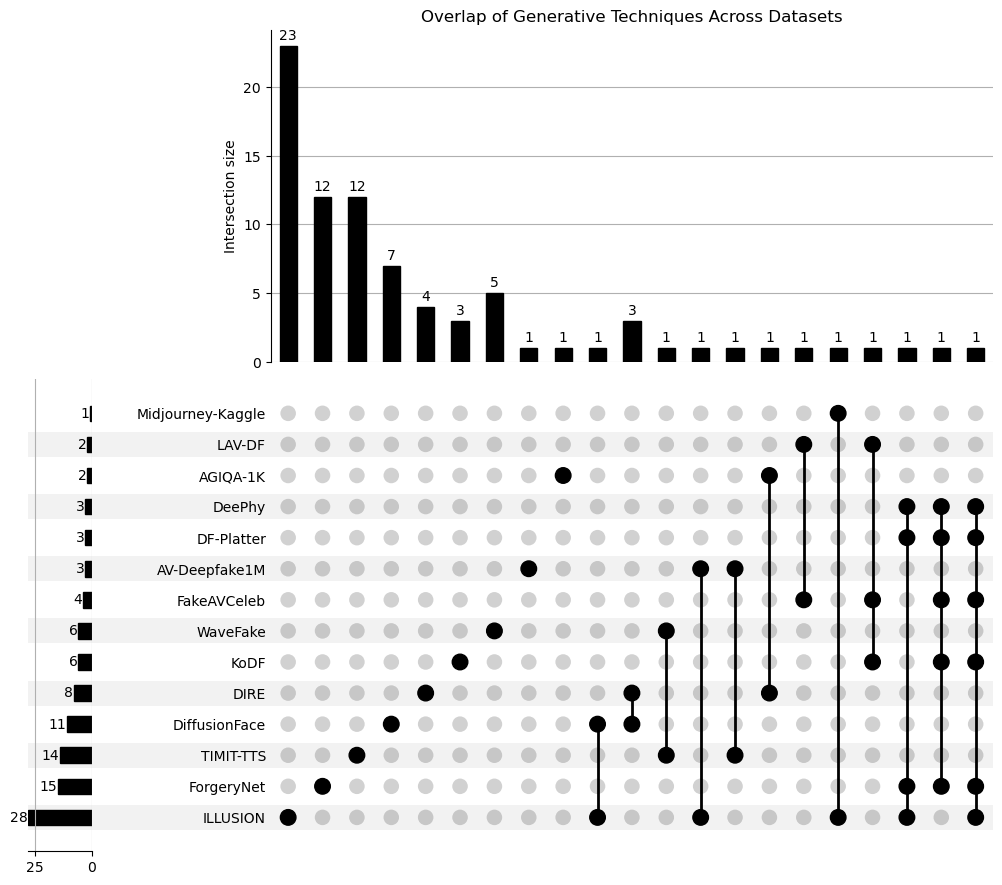 Overlap of Generative Techniques Across Datasets
Intersection size
20
15
10
5
0
23
12
12
7
4
3
5
1
1
1
3
1
1
1
1
1
1
1
1
1
1
1 Midjourney-Kaggle
2 LAV-DF
2 AGIQA-1K
3 DeePhy
3 DF-Platter
3 AV-Deepfake1M
4 FakeAVCeleb
6 WaveFake
6 KoDF
8 DIRE
11 DiffusionFace
14 TIMIT-TTS
15 ForgeryNet
28 ILLUSION
25 0